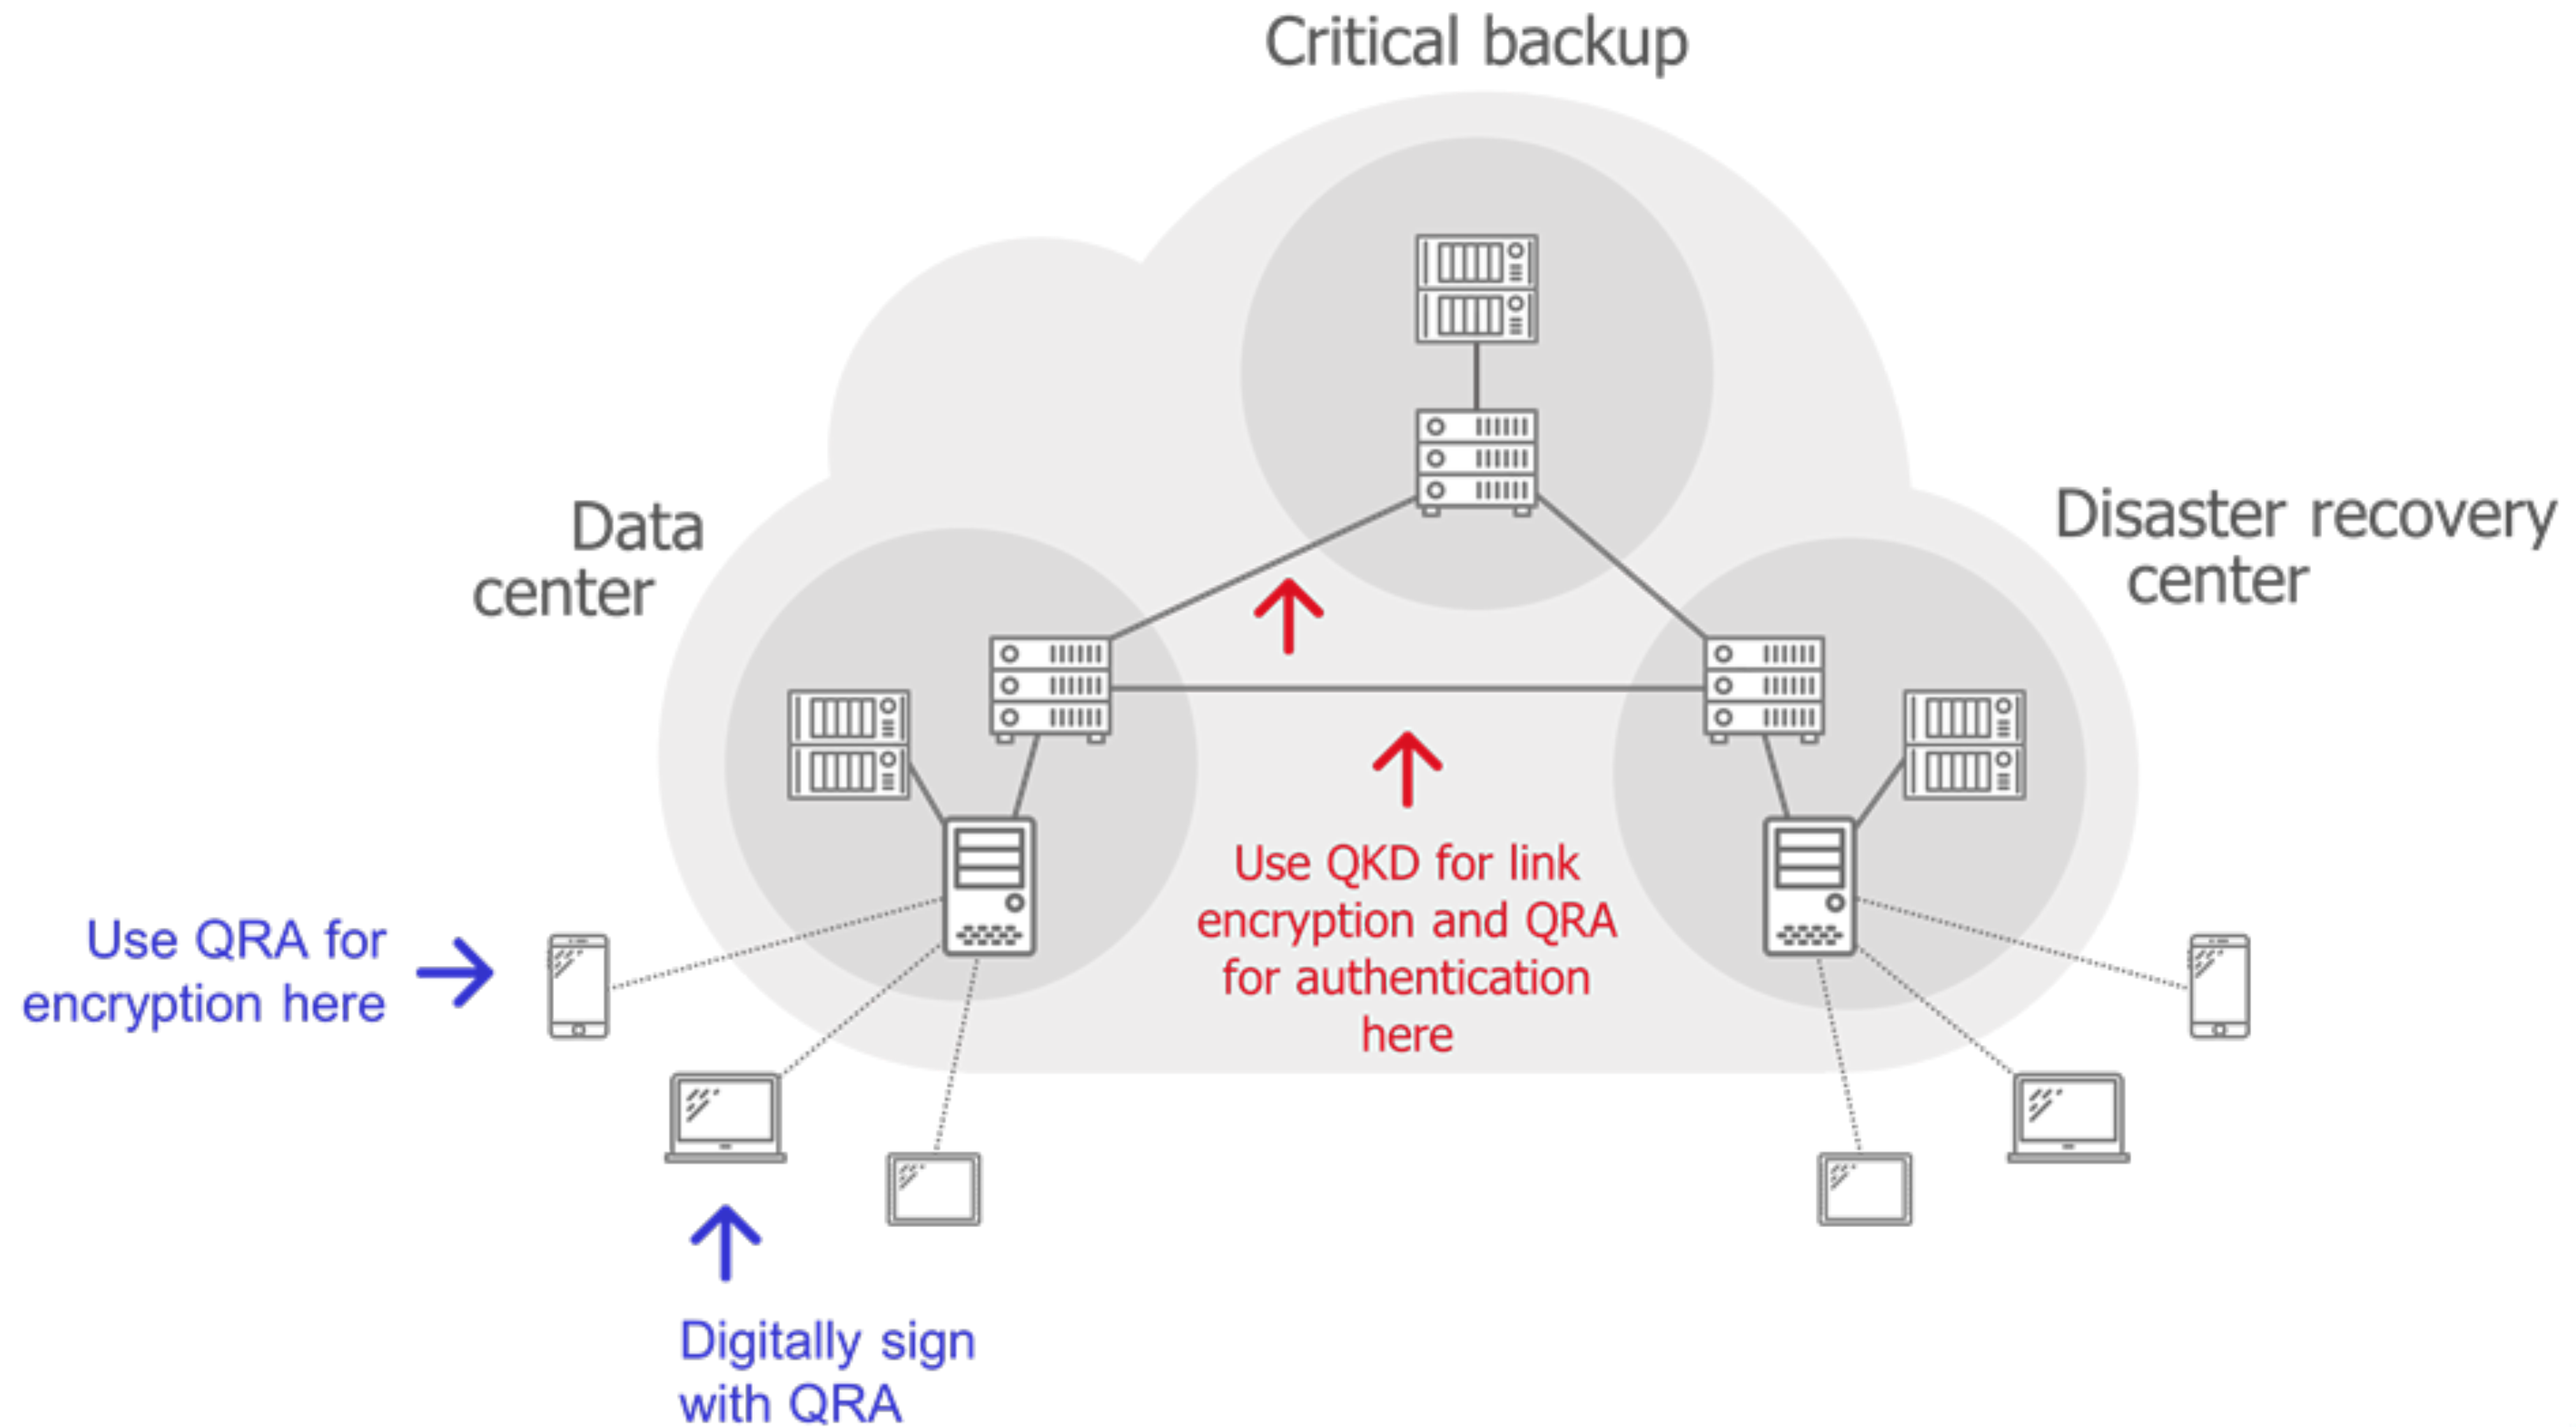 Critical backup
Data
center
Disaster recovery
center
Use QKD for link
encryption and QRA
for authentication
here
Use QRA for
encryption here
Digitally sign
with QRA